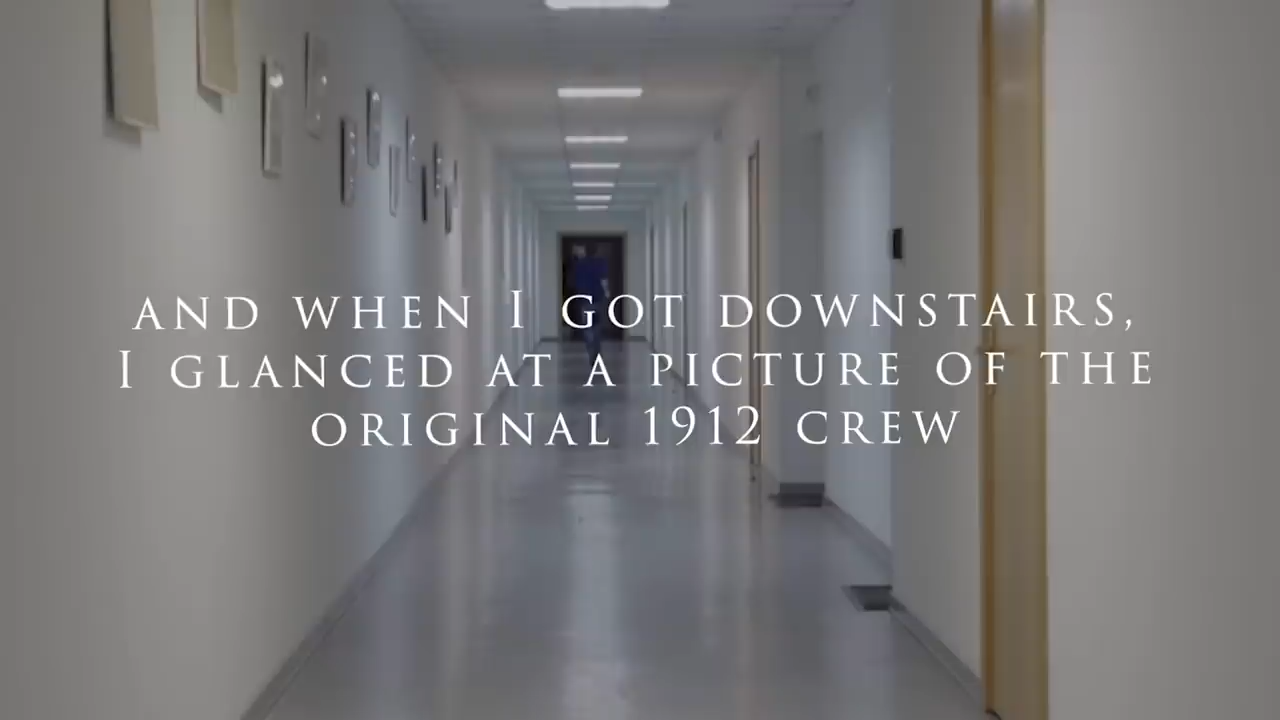 AND WHEN I GOT DOWNSTAIRS,
I GLANCED AT A PICTURE OF THE
ORIGINAL 1912 CREW